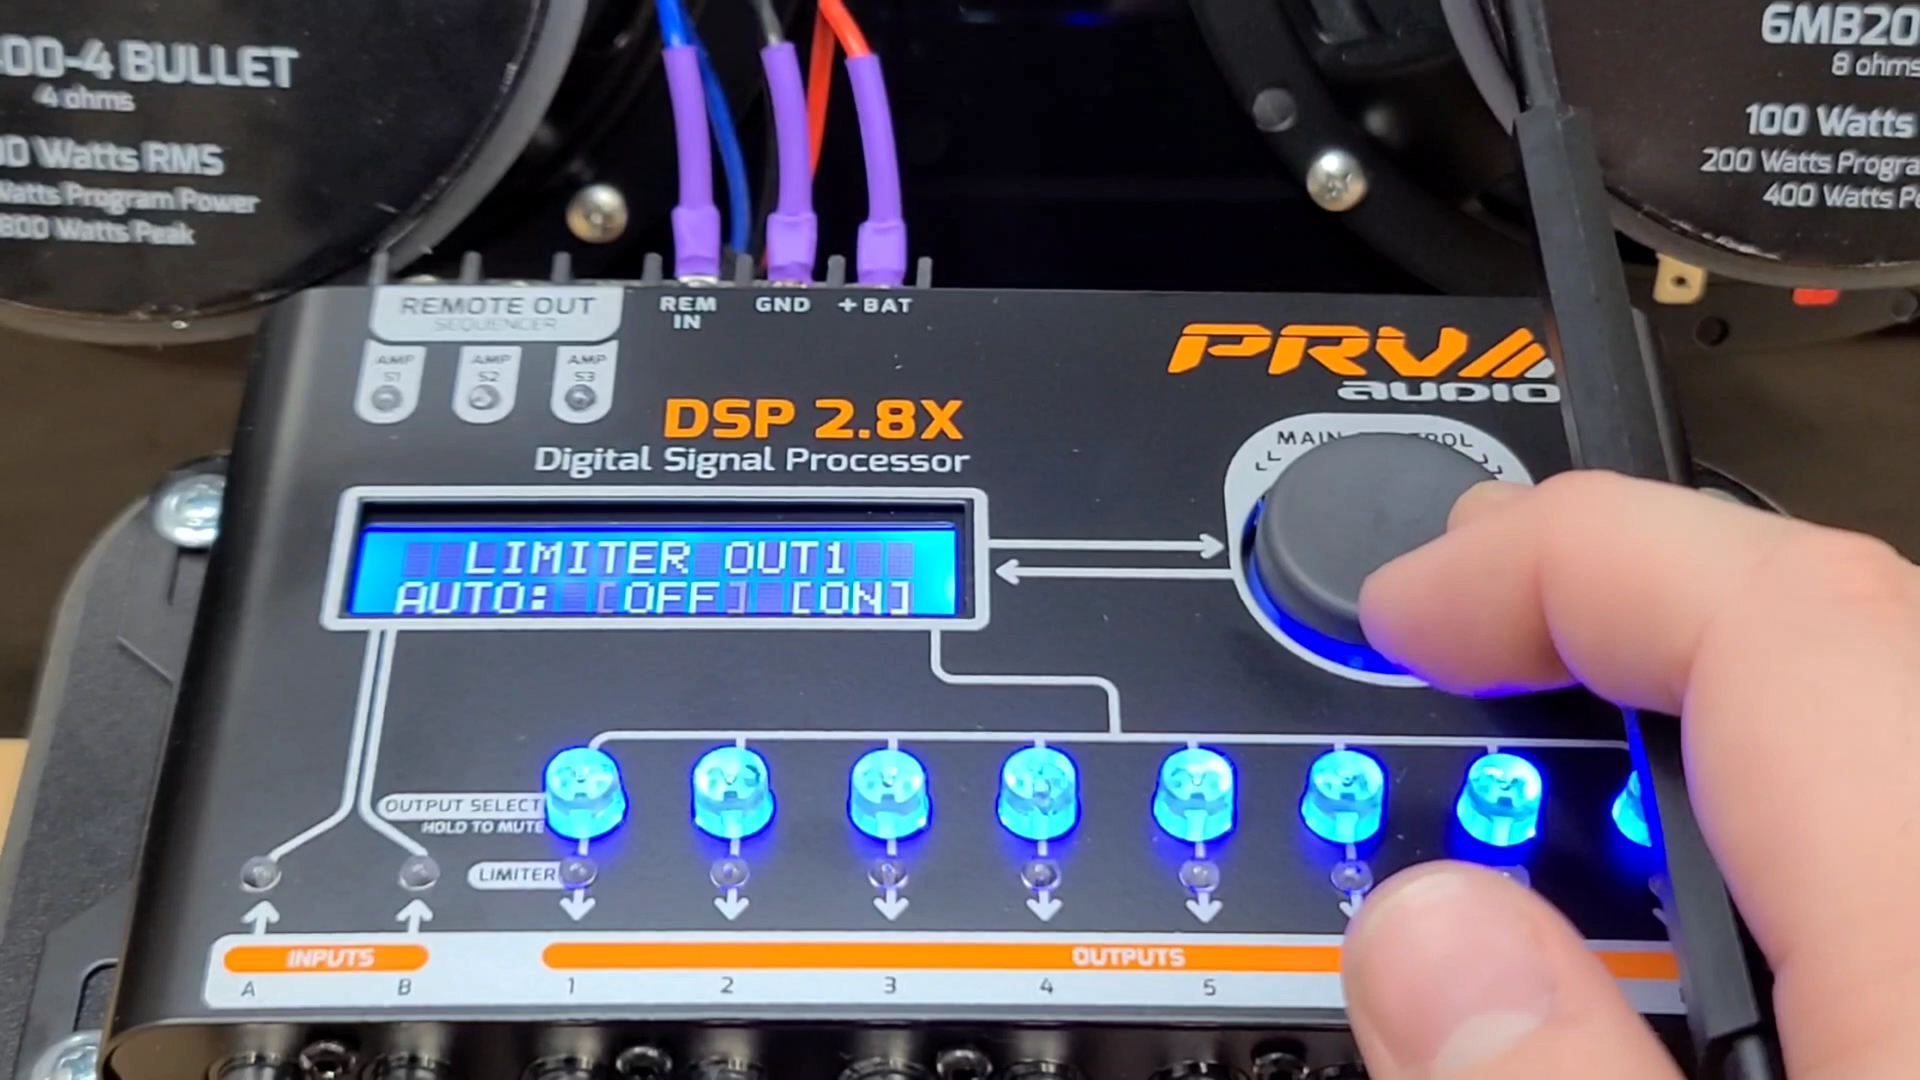 BULLET
4 ohms
Watts RMS
Watts Program Power
800 Watts Peak
6MB20
8 ohms
100 Watts
200 Watts
400 Watts
REMOTE OUT
SEQUENCER
AMP
S1
AMP
S2
AMP
S3
REM
IN
GND
+BAT
PRV
AUDIO
DSP 2.8X
Digital Signal Processor
MAIN
LIMITER OUT1
AUTO: [OFF] [ON]
OUTPUT SELECT
HOLD TO MUTE
LIMITER
INPUTS
OUTPUTS
A B 1 2 3 4 5